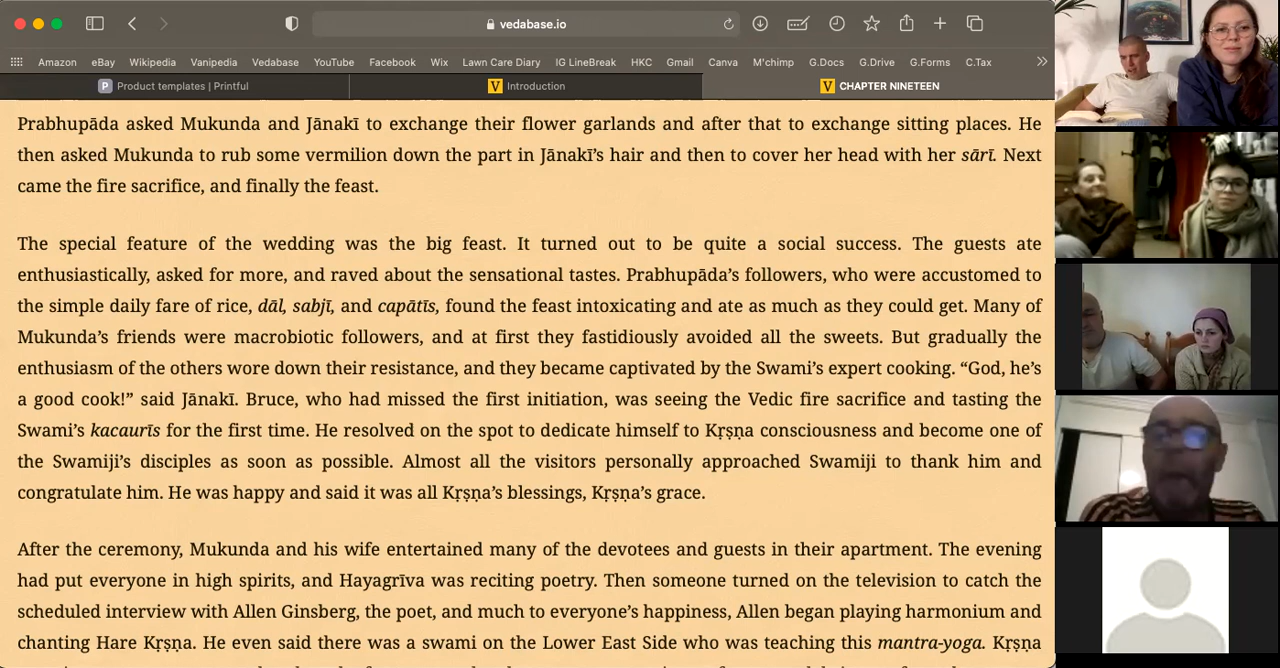 vedabase.io
Amazon eBay Wikipedia Vanipedia Vedabase YouTube Facebook Wix Lawn Care Diary IG LineBreak HKC Gmail Canva M'chimp G.Docs G.Drive G.Forms C.Tax
P Product templates | Printful V Introduction V CHAPTER NINETEEN
Prabhupāda asked Mukunda and Jānakī to exchange their flower garlands and after that to exchange sitting places. He
then asked Mukunda to rub some vermilion down the part in Jānakī’s hair and then to cover her head with her sārī. Next
came the fire sacrifice, and finally the feast.
The special feature of the wedding was the big feast. It turned out to be quite a social success. The guests ate
enthusiastically, asked for more, and raved about the sensational tastes. Prabhupāda’s followers, who were accustomed to
the simple daily fare of rice, dāl, sabjī, and capātīs, found the feast intoxicating and ate as much as they could get. Many of
Mukunda’s friends were macrobiotic followers, and at first they fastidiously avoided all the sweets. But gradually the
enthusiasm of the others wore down their resistance, and they became captivated by the Swami’s expert cooking. “God, he’s
a good cook!” said Jānakī. Bruce, who had missed the first initiation, was seeing the Vedic fire sacrifice and tasting the
Swami’s kacaurīs for the first time. He resolved on the spot to dedicate himself to Kṛṣṇa consciousness and become one of
the Swamiji’s disciples as soon as possible. Almost all the visitors personally approached Swamiji to thank him and
congratulate him. He was happy and said it was all Kṛṣṇa’s blessings, Kṛṣṇa’s grace.
After the ceremony, Mukunda and his wife entertained many of the devotees and guests in their apartment. The evening
had put everyone in high spirits, and Hayagrīva was reciting poetry. Then someone turned on the television to catch the
scheduled interview with Allen Ginsberg, the poet, and much to everyone’s happiness, Allen began playing harmonium and
chanting Hare Kṛṣṇa. He even said there was a swami on the Lower East Side who was teaching this mantra-yoga. Kṛṣṇa